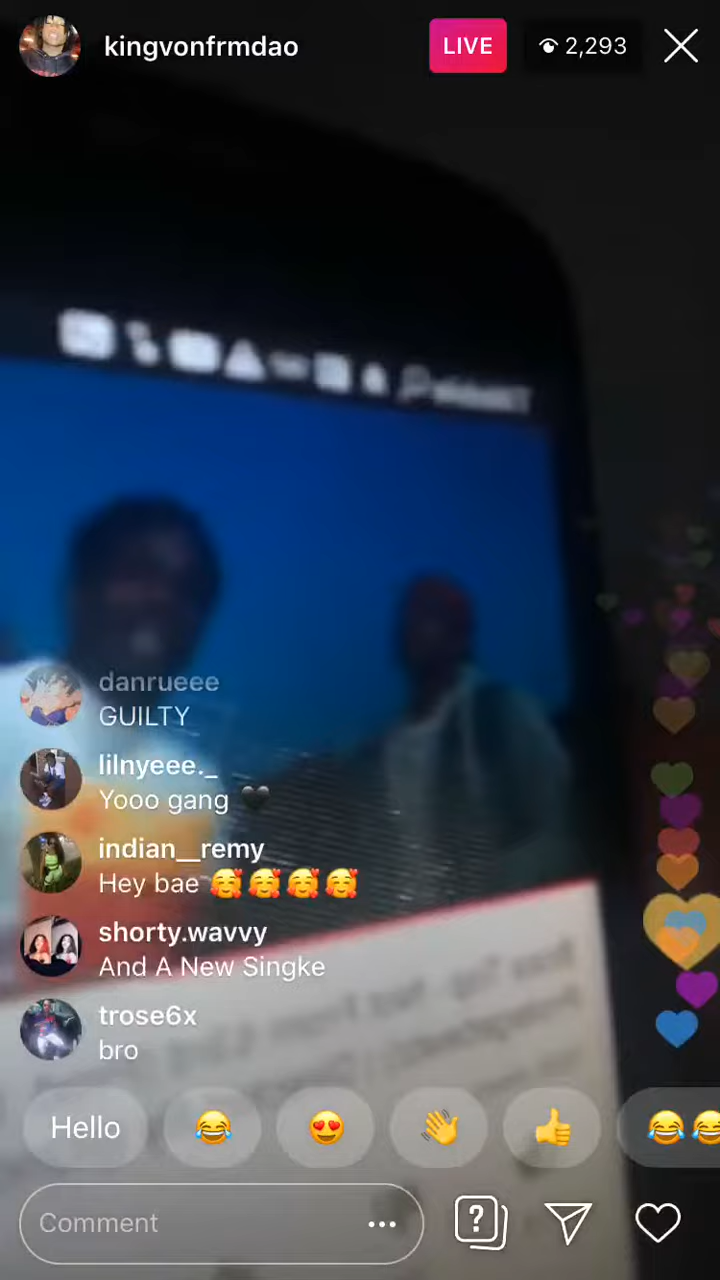 kingvonfrmdao
LIVE
2,293
danrueee
GUILTY
lilnyeee._
Yooo gang 🖤
indian__remy
Hey bae 🥰🥰🥰🥰
shorty.wavvy
And A New Singke
trose6x
bro
Hello 😂 😍 👋 👍 😂😂
Comment